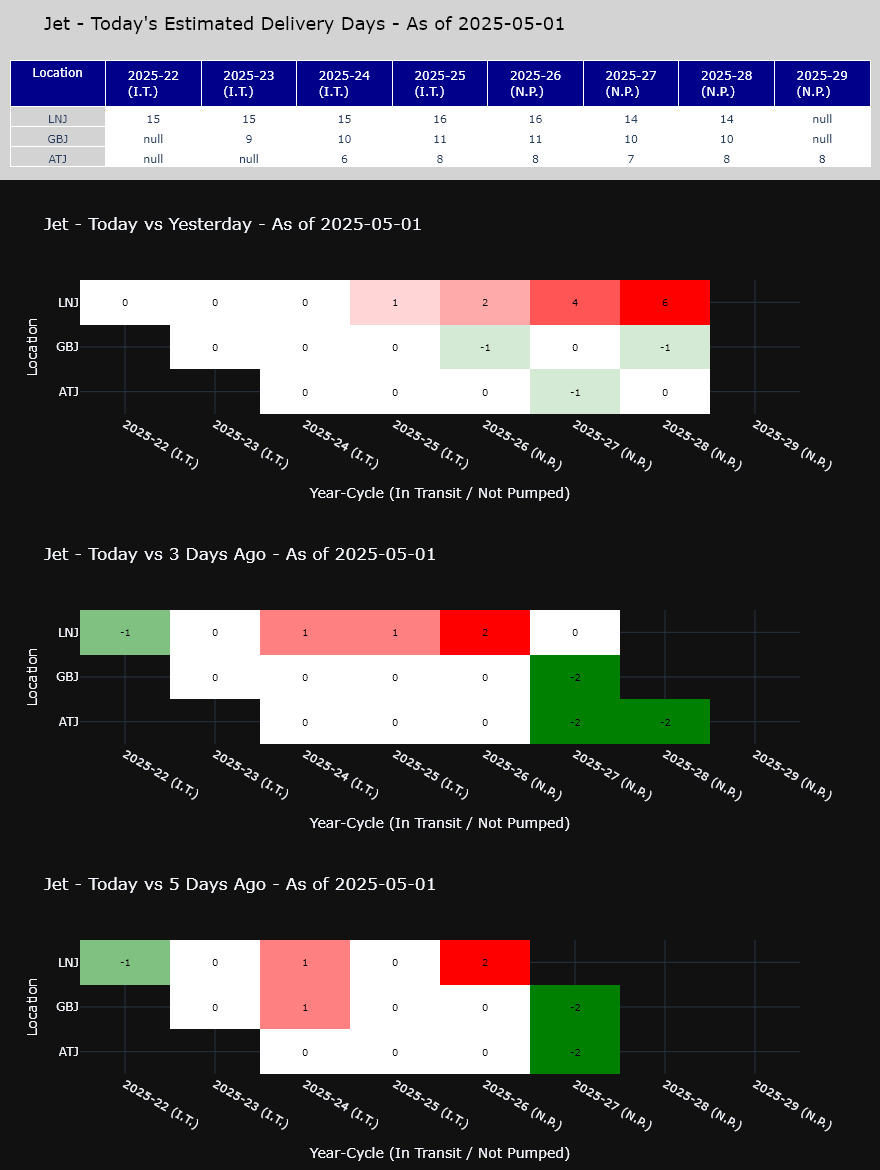 Jet - Today's Estimated Delivery Days - As of 2025-05-01
Location 2025-22 (I.T.) 2025-23 (I.T.) 2025-24 (I.T.) 2025-25 (I.T.) 2025-26 (N.P.) 2025-27 (N.P.) 2025-28 (N.P.) 2025-29 (N.P.)
LNJ 15 15 15 16 16 14 14 null
GBJ null 9 10 11 11 10 10 null
ATJ null null 6 8 8 7 8 8
Jet - Today vs Yesterday - As of 2025-05-01
Location
LNJ 0 0 0 1 2 4 6
GBJ 0 0 0 -1 0 -1
ATJ 0 0 0 -1 0
2025-22 (I.T.) 2025-23 (I.T.) 2025-24 (I.T.) 2025-25 (I.T.) 2025-26 (N.P.) 2025-27 (N.P.) 2025-28 (N.P.) 2025-29 (N.P.)
Year-Cycle (In Transit / Not Pumped)
Jet - Today vs 3 Days Ago - As of 2025-05-01
Location
LNJ -1 0 1 1 2 0
GBJ 0 0 0 0 -2
ATJ 0 0 0 -2 -2
2025-22 (I.T.) 2025-23 (I.T.) 2025-24 (I.T.) 2025-25 (I.T.) 2025-26 (N.P.) 2025-27 (N.P.) 2025-28 (N.P.) 2025-29 (N.P.)
Year-Cycle (In Transit / Not Pumped)
Jet - Today vs 5 Days Ago - As of 2025-05-01
Location
LNJ -1 0 1 0 2
GBJ 0 1 0 0 -2
ATJ 0 0 0 -2
2025-22 (I.T.) 2025-23 (I.T.) 2025-24 (I.T.) 2025-25 (I.T.) 2025-26 (N.P.) 2025-27 (N.P.) 2025-28 (N.P.) 2025-29 (N.P.)
Year-Cycle (In Transit / Not Pumped)